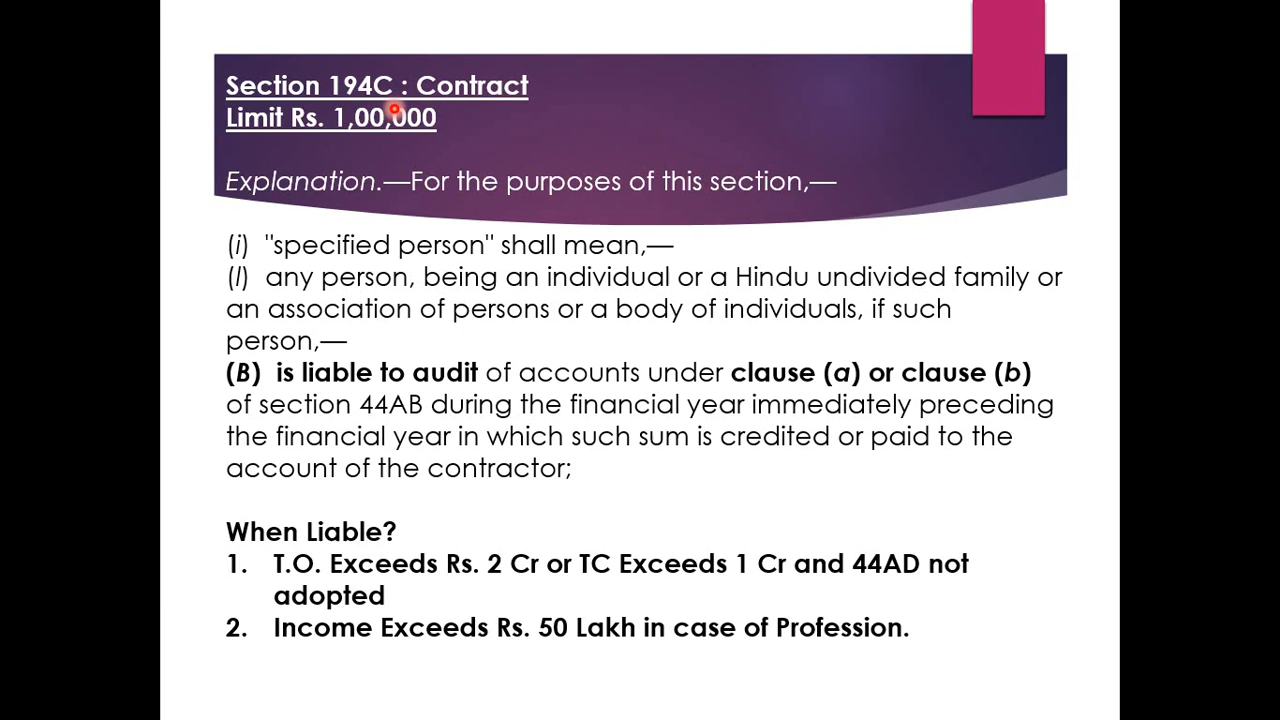 Section 194C : Contract
Limit Rs. 1,00,000
Explanation.—For the purposes of this section,—
(i) "specified person" shall mean,—
(l) any person, being an individual or a Hindu undivided family or
an association of persons or a body of individuals, if such
person,—
(B) is liable to audit of accounts under clause (a) or clause (b)
of section 44AB during the financial year immediately preceding
the financial year in which such sum is credited or paid to the
account of the contractor;
When Liable?
1. T.O. Exceeds Rs. 2 Cr or TC Exceeds 1 Cr and 44AD not
adopted
2. Income Exceeds Rs. 50 Lakh in case of Profession.